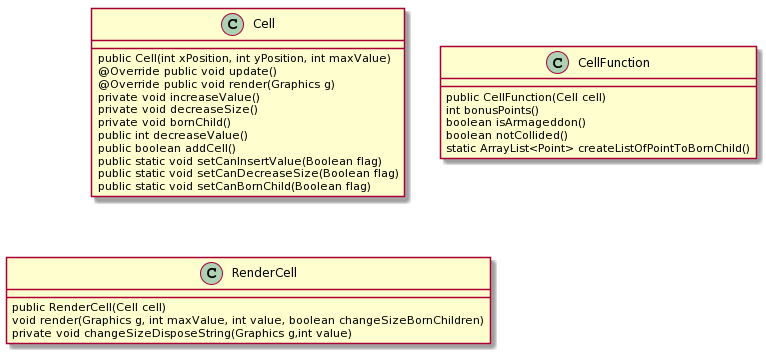 C Cell
public Cell(int xPosition, int yPosition, int maxValue)
@Override public void update()
@Override public void render(Graphics g)
private void increaseValue()
private void decreaseSize()
private void bornChild()
public int decreaseValue()
public boolean addCell()
public static void setCanInsertValue(Boolean flag)
public static void setCanDecreaseSize(Boolean flag)
public static void setCanBornChild(Boolean flag)
C CellFunction
public CellFunction(Cell cell)
int bonusPoints()
boolean isArmageddon()
boolean notCollided()
static ArrayList<Point> createListOfPointToBornChild()
C RenderCell
public RenderCell(Cell cell)
void render(Graphics g, int maxValue, int value, boolean changeSizeBornChildren)
private void changeSizeDisposeString(Graphics g,int value)